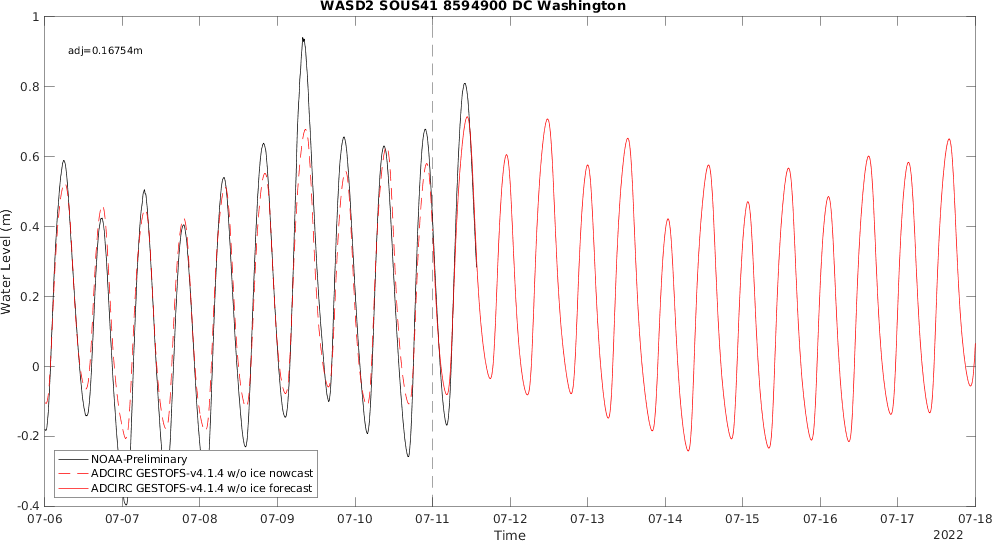 WASD2 SOUS41 8594900 DC Washington
adj=0.16754m
Water Level (m)
1
0.8
0.6
0.4
0.2
0
-0.2
-0.4
NOAA-Preliminary
ADCIRC GESTOFS-v4.1.4 w/o ice nowcast
ADCIRC GESTOFS-v4.1.4 w/o ice forecast
07-06 07-07 07-08 07-09 07-10 07-11 07-12 07-13 07-14 07-15 07-16 07-17 07-18
Time
2022